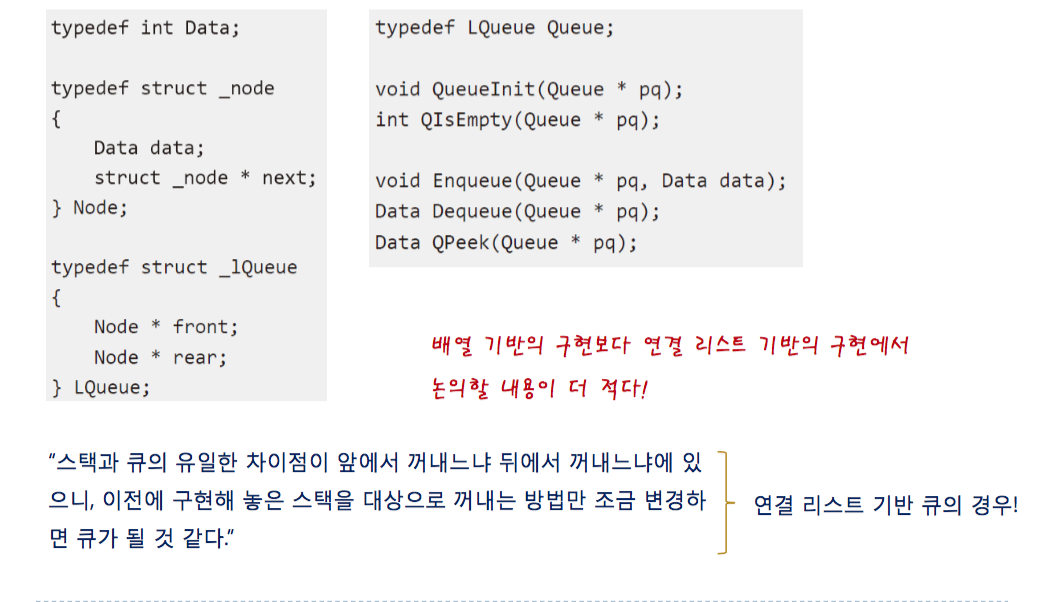 typedef int Data;
typedef struct _node
{
    Data data;
    struct _node * next;
} Node;
typedef struct _lQueue
{
    Node * front;
    Node * rear;
} LQueue;
typedef LQueue Queue;
void QueueInit(Queue * pq);
int QIsEmpty(Queue * pq);
void Enqueue(Queue * pq, Data data);
Data Dequeue(Queue * pq);
Data QPeek(Queue * pq);
배열 기반의 구현보다 연결 리스트 기반의 구현에서
논의할 내용이 더 적다!
“스택과 큐의 유일한 차이점이 앞에서 꺼내느냐 뒤에서 꺼내느냐에 있
으니, 이전에 구현해 놓은 스택을 대상으로 꺼내는 방법만 조금 변경하
면 큐가 될 것 같다.”
연결 리스트 기반 큐의 경우!